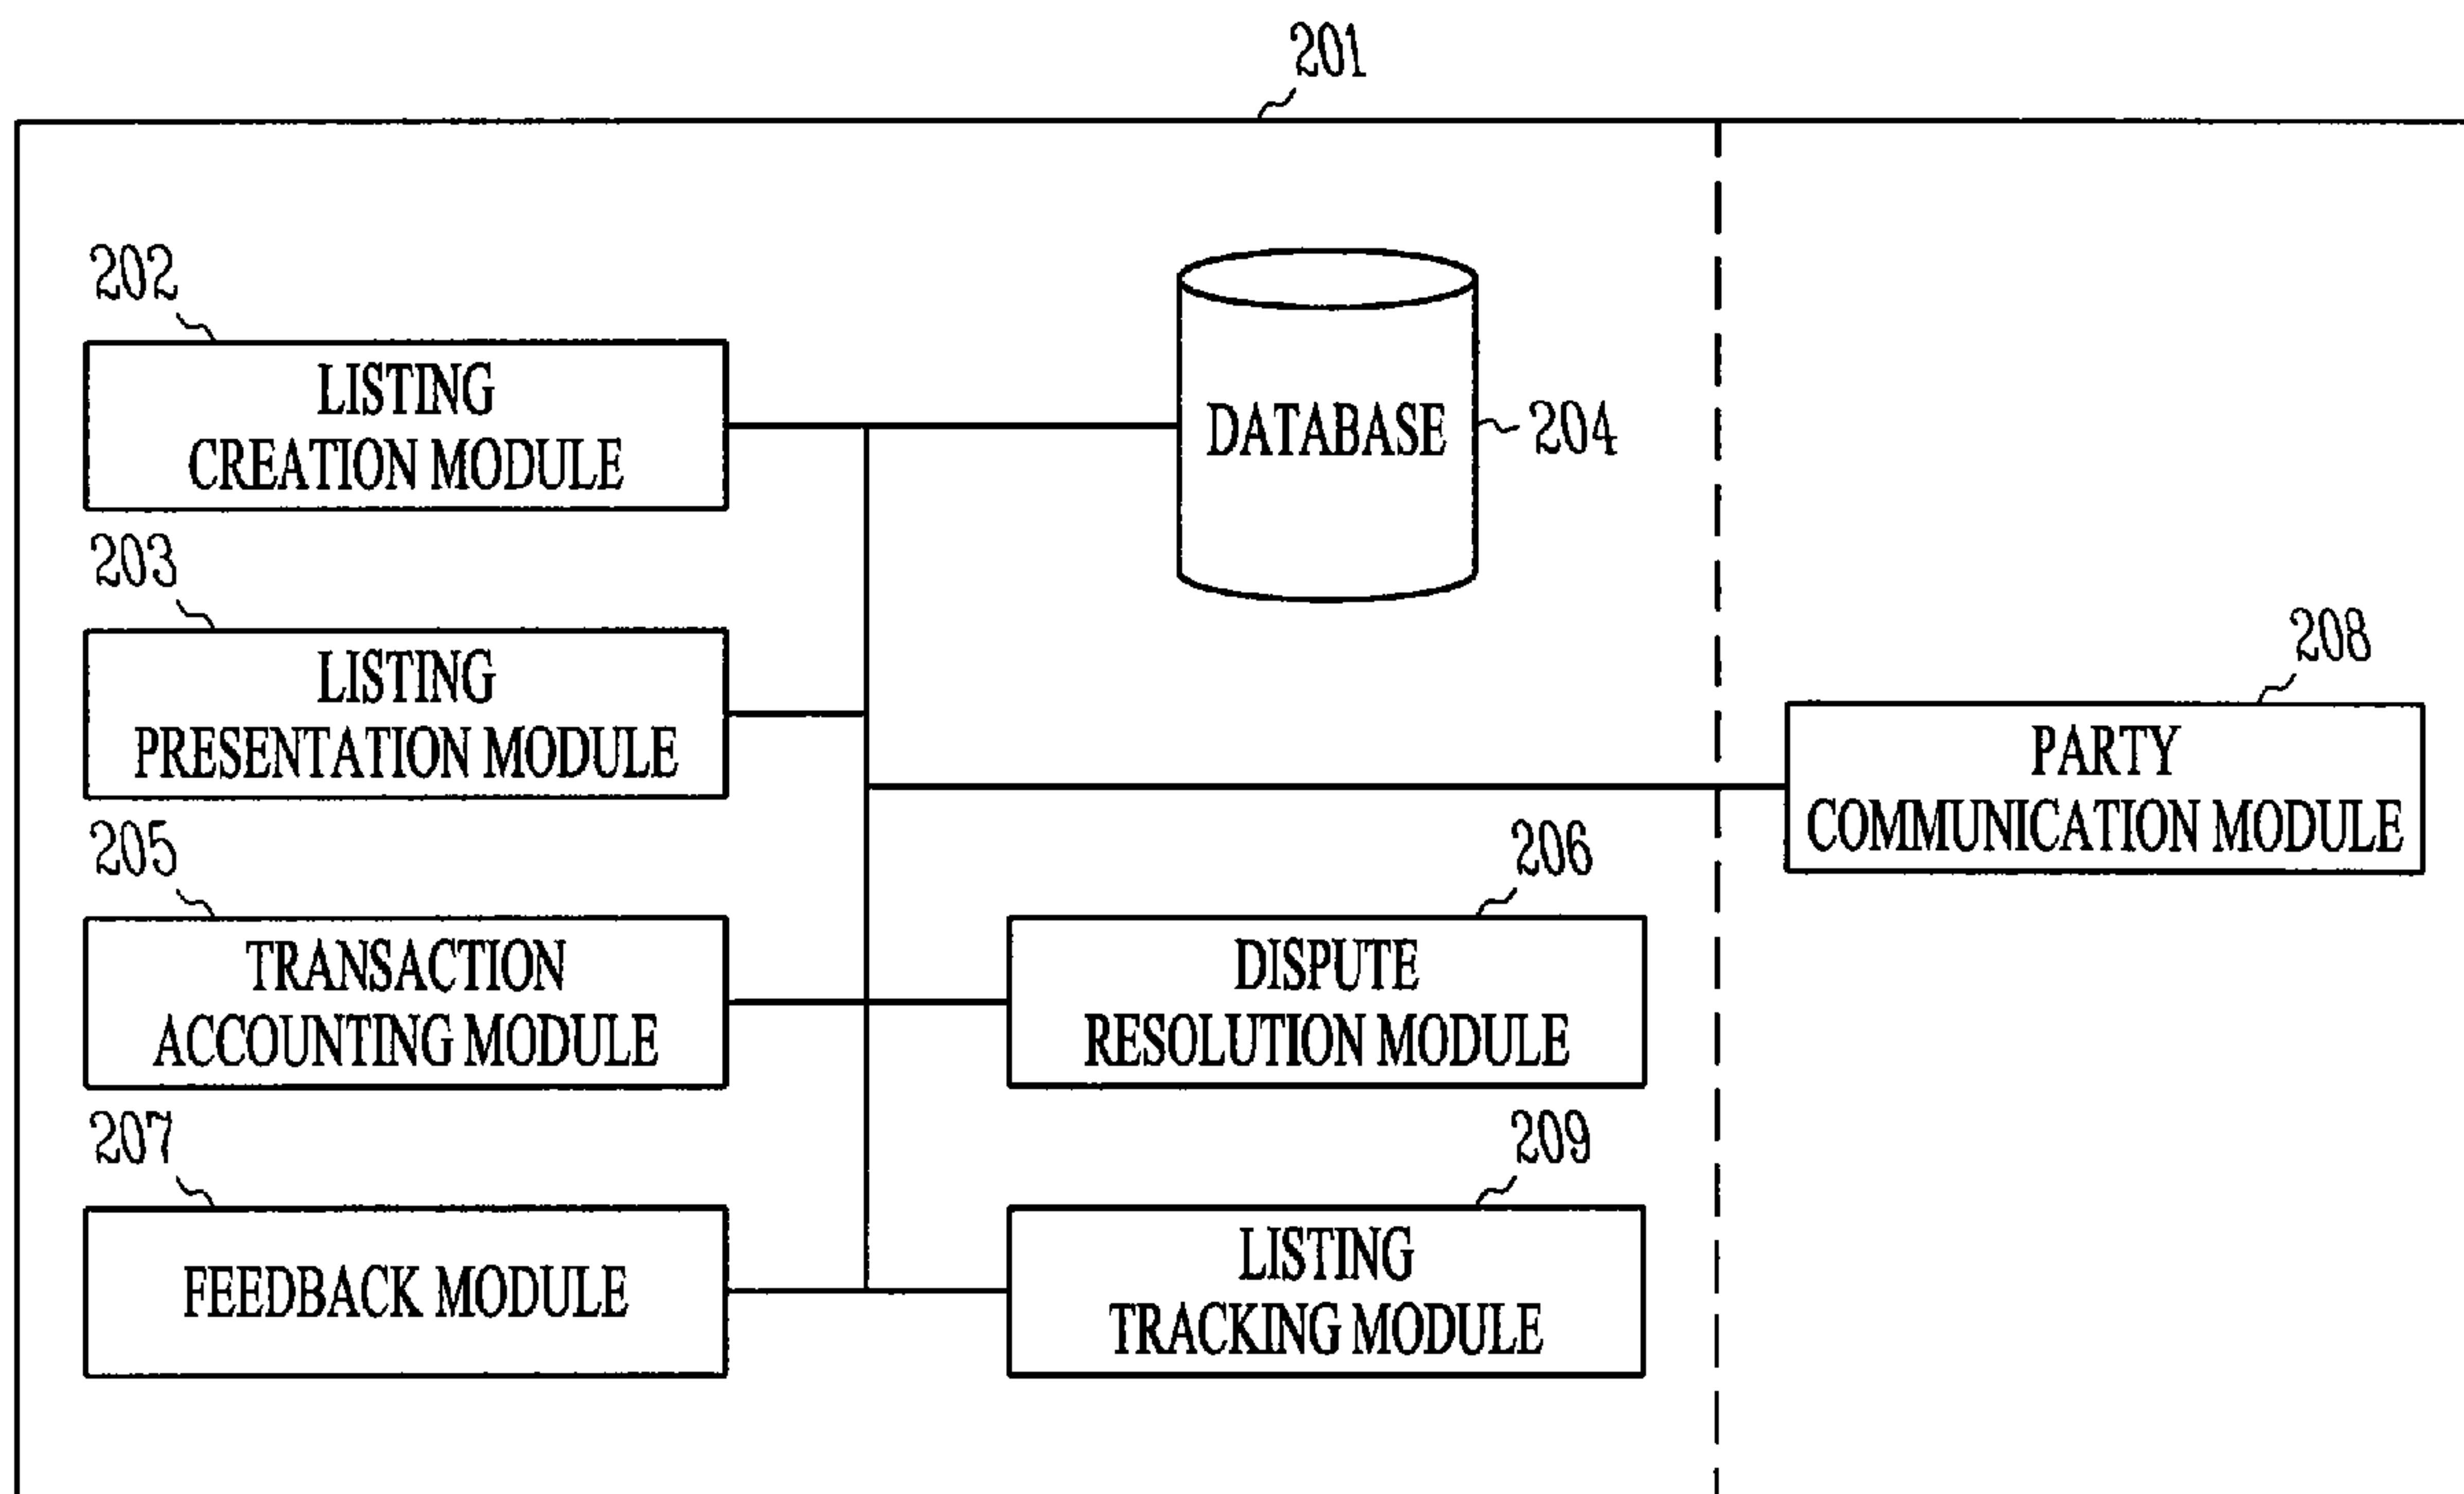 201
202
LISTING
CREATION MODULE
DATABASE
204
203
LISTING
PRESENTATION MODULE
208
PARTY
COMMUNICATION MODULE
205
TRANSACTION
ACCOUNTING MODULE
206
DISPUTE
RESOLUTION MODULE
207
FEEDBACK MODULE
209
LISTING
TRACKING MODULE